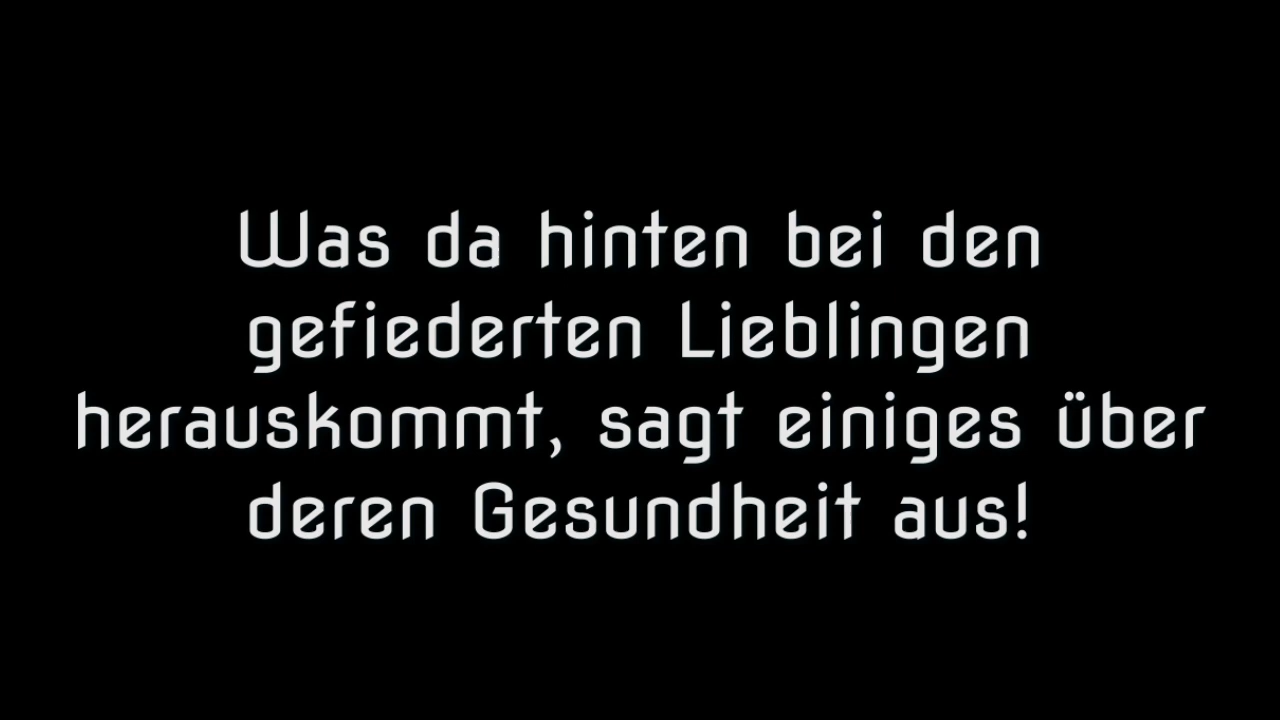 Was da hinten bei den
gefiederten Lieblingen
herauskommt, sagt einiges über
deren Gesundheit aus!